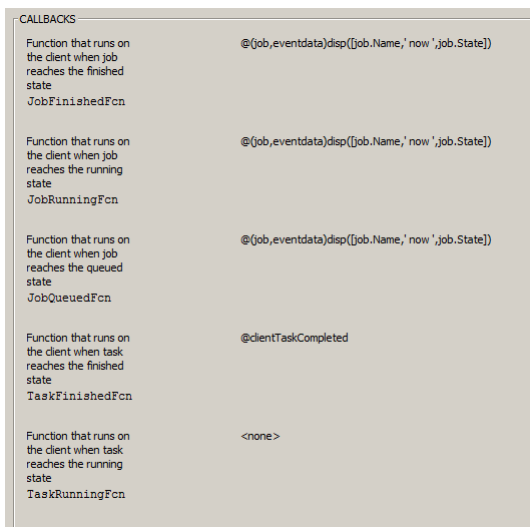 CALLBACKS
Function that runs on @(job,eventdata)disp([job.Name,' now ',job.State])
the client when job
reaches the finished
state
JobFinishedFcn
Function that runs on @(job,eventdata)disp([job.Name,' now ',job.State])
the client when job
reaches the running
state
JobRunningFcn
Function that runs on @(job,eventdata)disp([job.Name,' now ',job.State])
the client when job
reaches the queued
state
JobQueuedFcn
Function that runs on @clientTaskCompleted
the client when task
reaches the finished
state
TaskFinishedFcn
Function that runs on <none>
the client when task
reaches the running
state
TaskRunningFcn